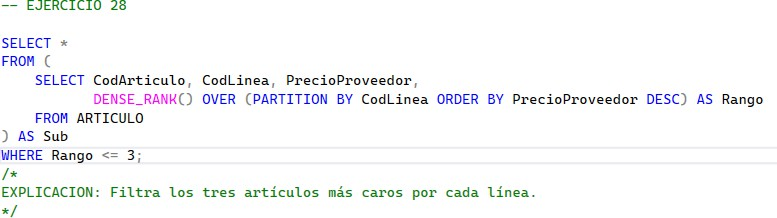 -- EJERCICIO 28
SELECT *
FROM (
SELECT CodArticulo, CodLinea, PrecioProveedor,
DENSE_RANK() OVER (PARTITION BY CodLinea ORDER BY PrecioProveedor DESC) AS Rango
FROM ARTICULO
) AS Sub
WHERE Rango <= 3;
/*
EXPLICACION: Filtra los tres artículos más caros por cada línea.
*/